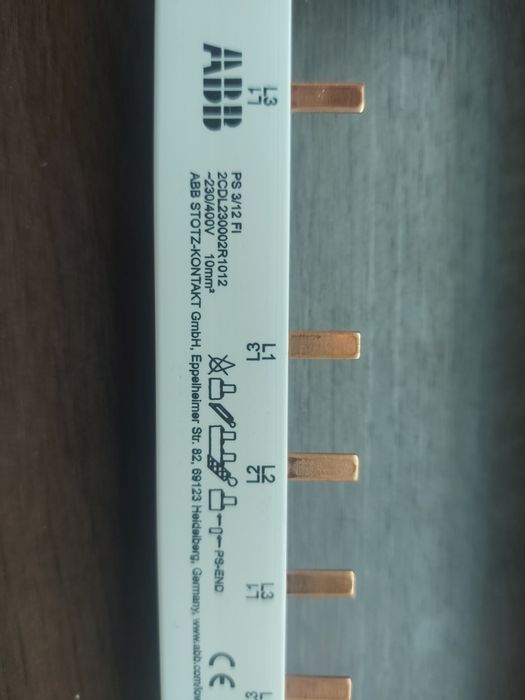 ABB
L3
L1
PS 3/12 FI
2CDL230002R1012
~230/400V 10mm²
ABB STOTZ-KONTAKT GmbH, Eppelheimer Str. 82, 69123 Heidelberg, Germany, www.abb.com/low
L1
L3
L2
L2
PS-END
L3
L1
CE